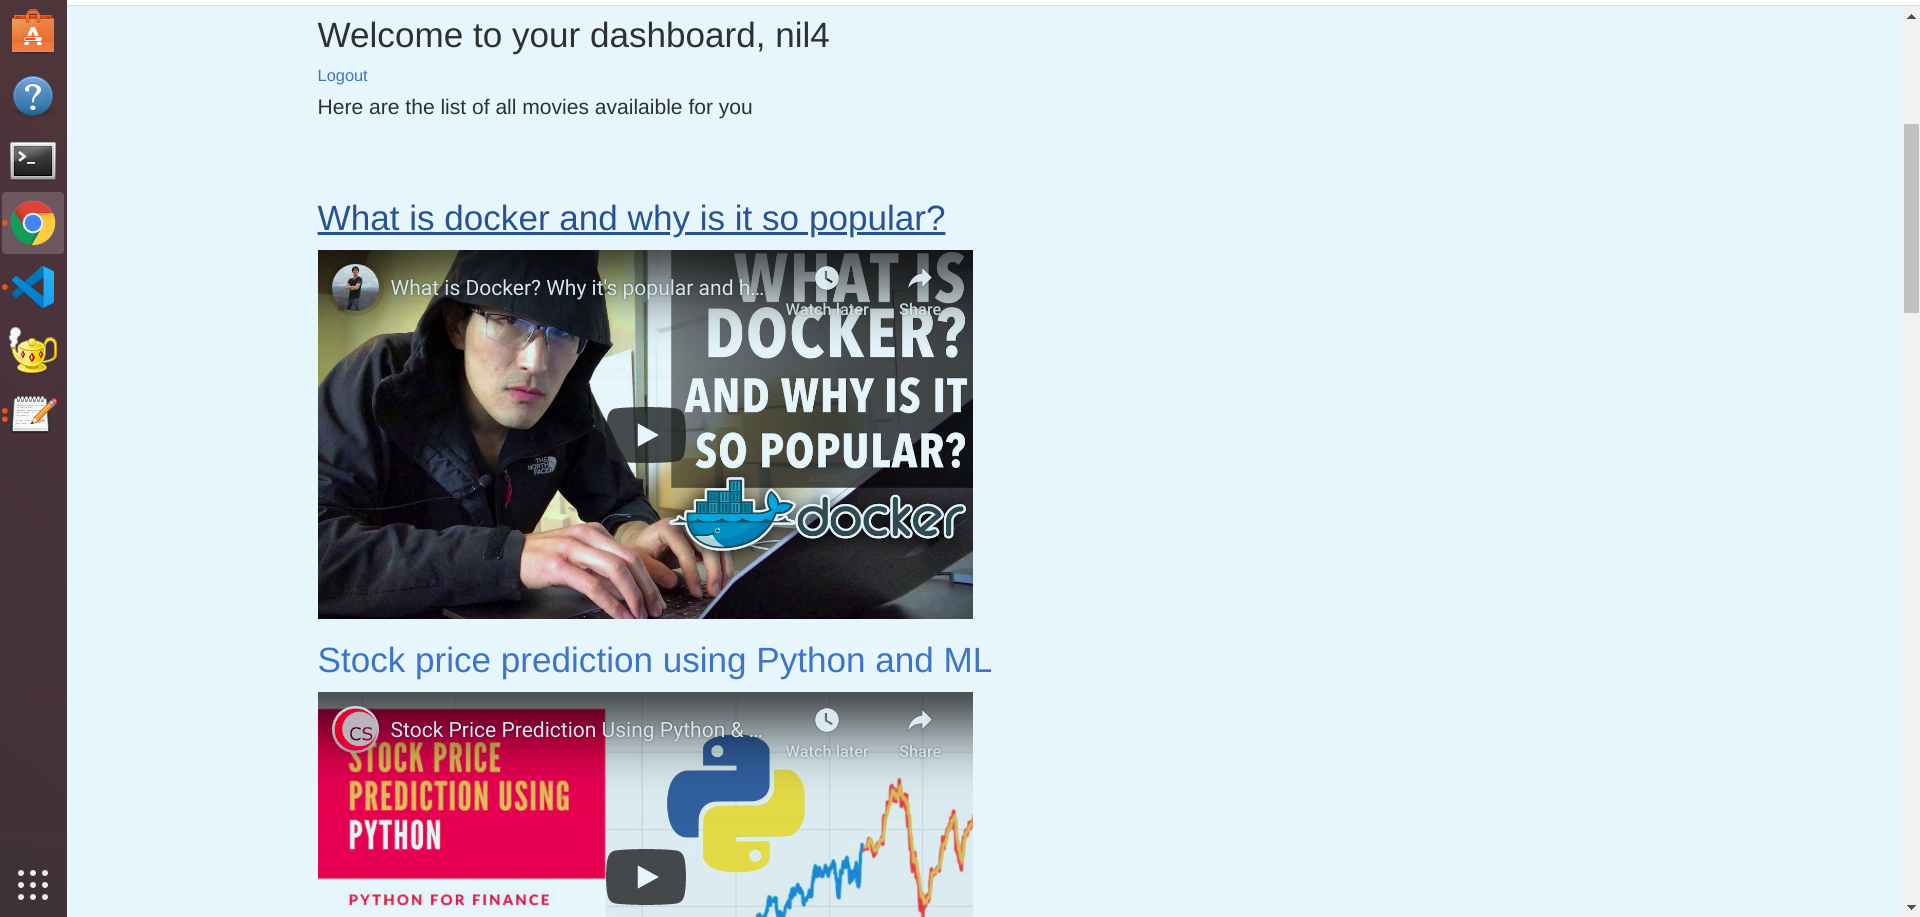 Welcome to your dashboard, nil4
Logout
Here are the list of all movies availaible for you
What is docker and why is it so popular?
What is Docker? Why it's popular and h...
Watch later
Share
WHAT IS
DOCKER?
AND WHY IS IT
SO POPULAR?
THE
NORTH
FACE
docker
Stock price prediction using Python and ML
CS
Stock Price Prediction Using Python & ...
Watch later
Share
STOCK PRICE
PREDICTION USING
PYTHON
PYTHON FOR FINANCE